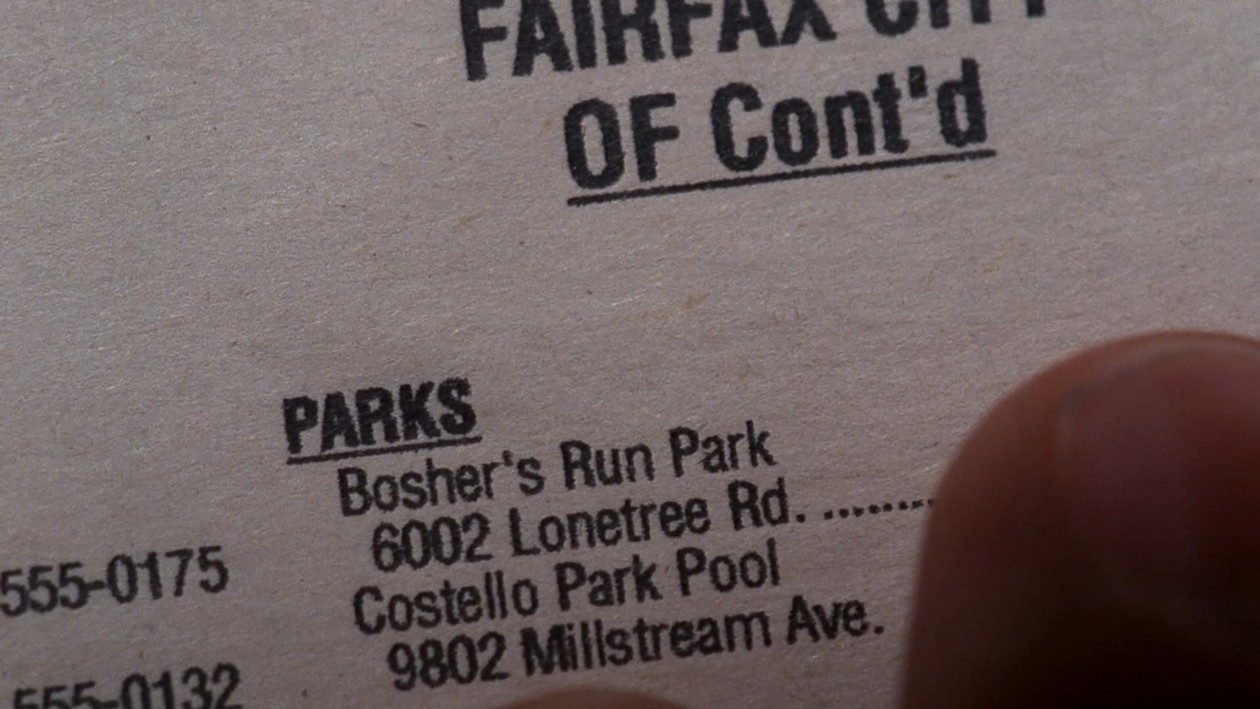 FAIRFAX CITY
OF Cont'd
PARKS
Bosher's Run Park
6002 Lonetree Rd. ........
Costello Park Pool
9802 Millstream Ave.
555-0175
555-0132